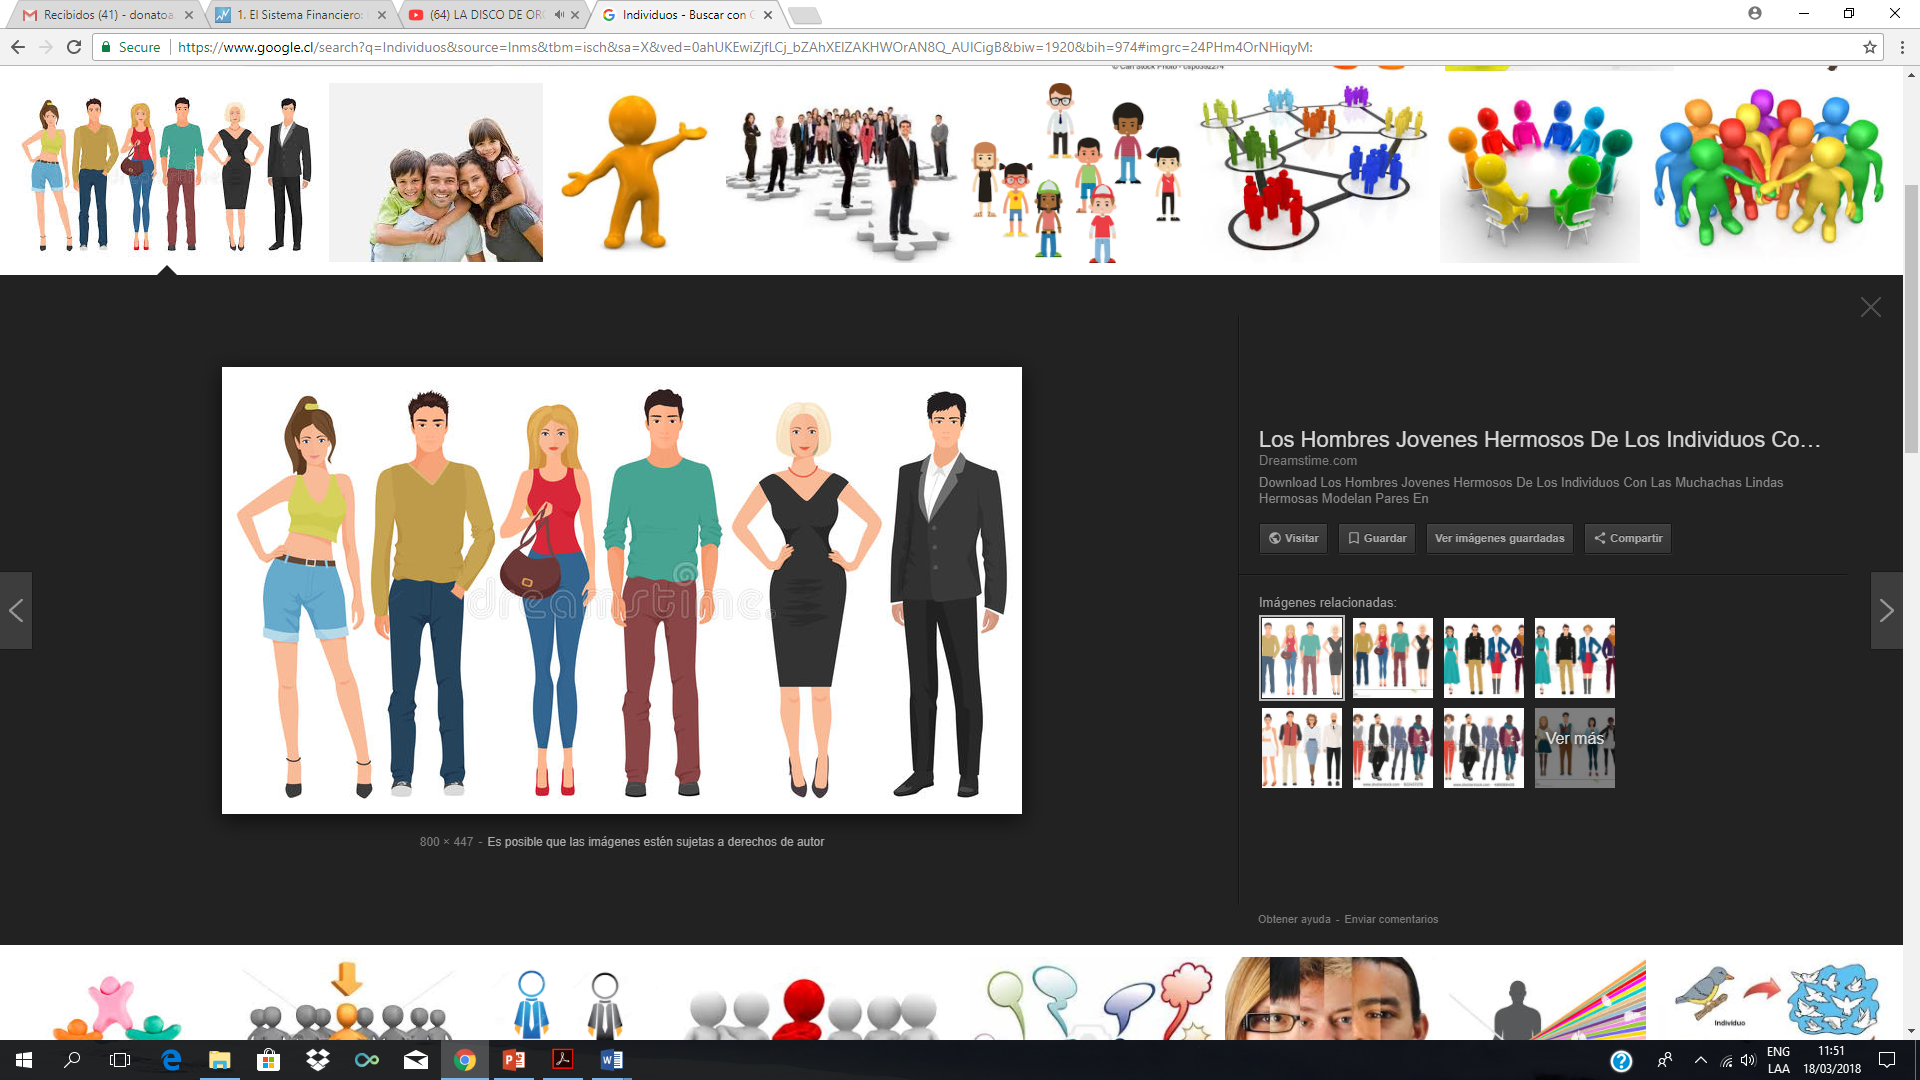 Recibidos (41) - donatoa.
1. El Sistema Financiero:
(64) LA DISCO DE ORO
Individuos - Buscar con G
Secure
https://www.google.cl/search?q=Individuos&source=lnms&tbm=isch&sa=X&ved=0ahUKEwiZjfLCj_bZAhXEIZAKHWOrAN8Q_AUICigB&biw=1920&bih=974#imgrc=24PHm4OrNHiqyM:
dreamstime.
Los Hombres Jovenes Hermosos De Los Individuos Co...
Dreamstime.com
Download Los Hombres Jovenes Hermosos De Los Individuos Con Las Muchachas Lindas
Hermosas Modelan Pares En
Visitar
Guardar
Ver imágenes guardadas
Compartir
Imágenes relacionadas:
Ver más
800 × 447 - Es posible que las imágenes estén sujetas a derechos de autor
Obtener ayuda - Enviar comentarios
Individuo
ENG
LAA
11:51
18/03/2018